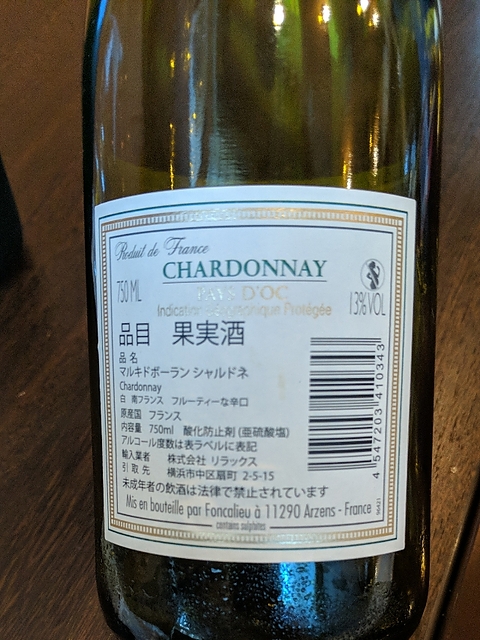 Produit de France
CHARDONNAY
750 ML
PAYS D'OC
13% VOL
Indication Géographique Protégée
品目 果実酒
品名
マルキドボーラン シャルドネ
Chardonnay
白 南フランス フルーティーな辛口
原産国 フランス
内容量 750ml 酸化防止剤(亜硫酸塩)
アルコール度数は表ラベルに表記
輸入業者 株式会社 リラックス
引取先 横浜市中区扇町 2-5-15
未成年者の飲酒は法律で禁止されています
Mis en bouteille par Foncalieu à 11290 Arzens - France
contains sulphites
4 547203 410343